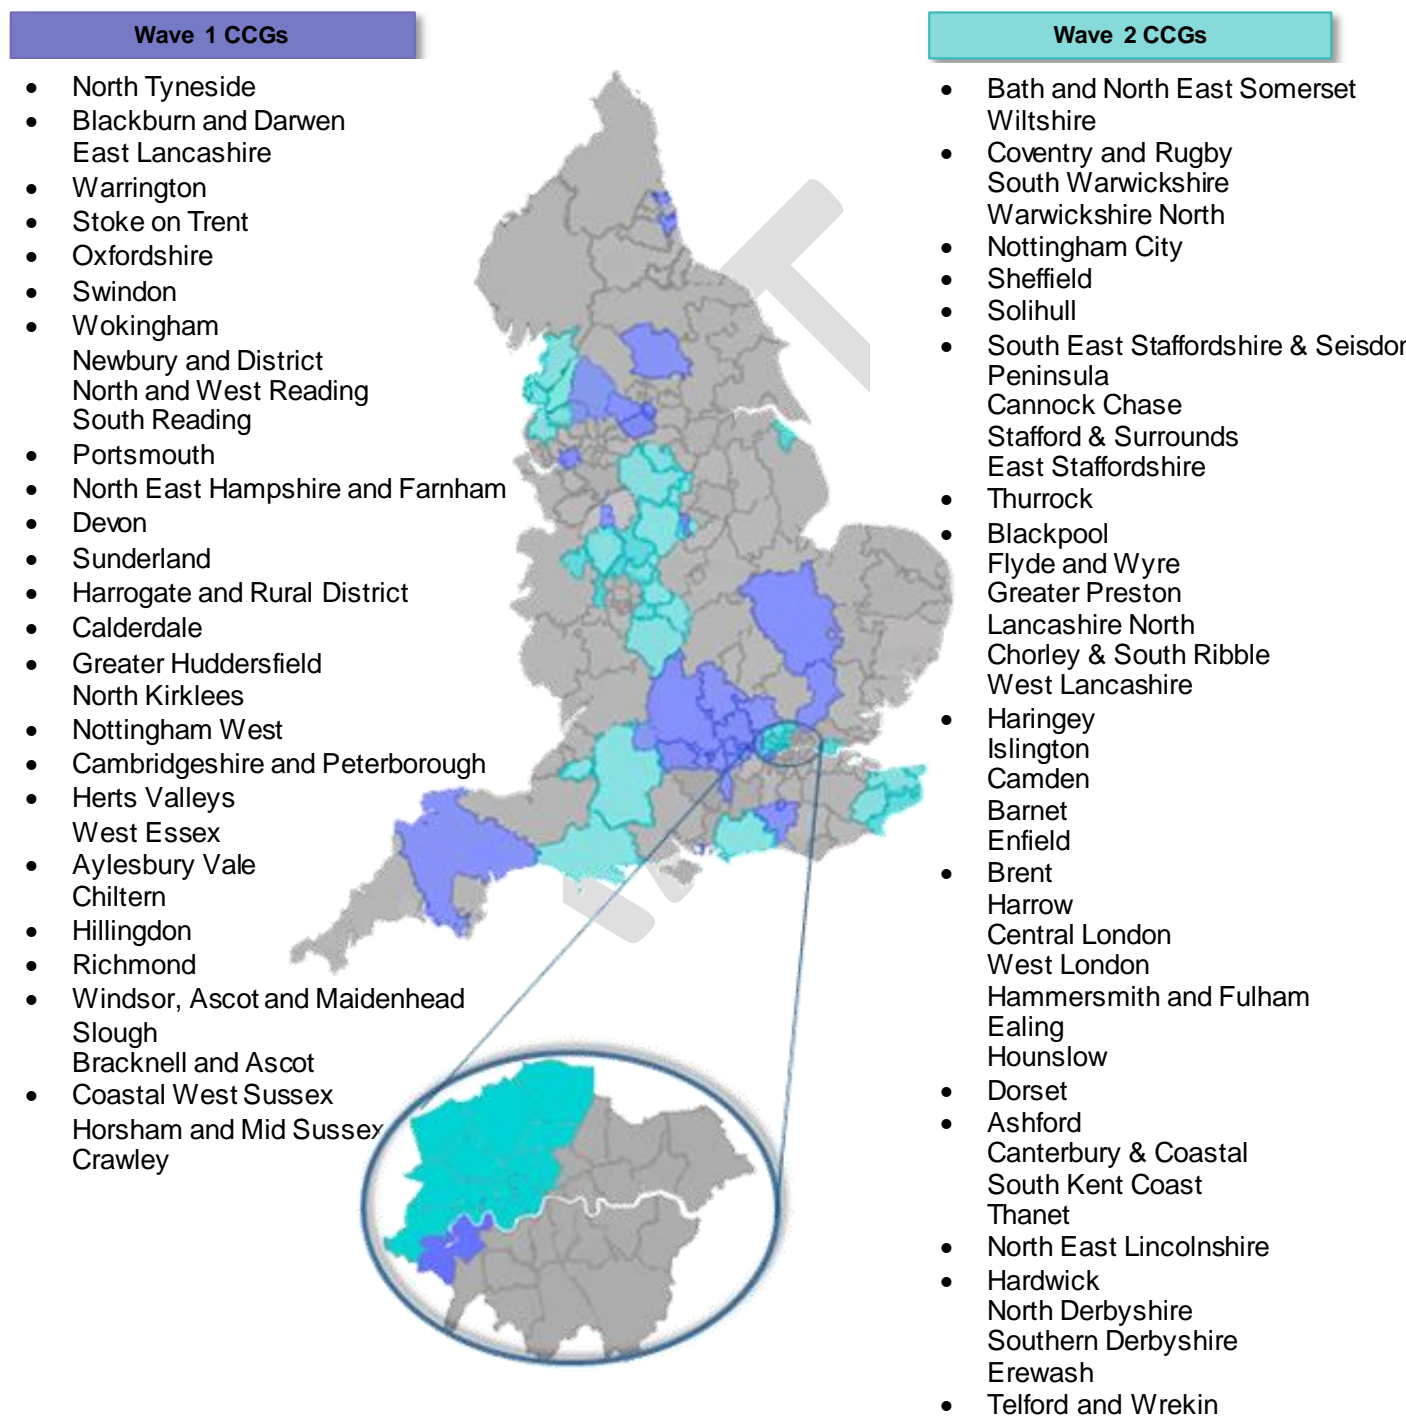 Wave 1 CCGs
• North Tyneside
• Blackburn and Darwen
East Lancashire
• Warrington
• Stoke on Trent
• Oxfordshire
• Swindon
• Wokingham
Newbury and District
North and West Reading
South Reading
• Portsmouth
• North East Hampshire and Farnham
• Devon
• Sunderland
• Harrogate and Rural District
• Calderdale
• Greater Huddersfield
North Kirklees
• Nottingham West
• Cambridgeshire and Peterborough
• Herts Valleys
West Essex
• Aylesbury Vale
Chiltern
• Hillingdon
• Richmond
• Windsor, Ascot and Maidenhead
Slough
Bracknell and Ascot
• Coastal West Sussex
Horsham and Mid Sussex
Crawley
Wave 2 CCGs
• Bath and North East Somerset
Wiltshire
• Coventry and Rugby
South Warwickshire
Warwickshire North
• Nottingham City
• Sheffield
• Solihull
• South East Staffordshire & Seisdon
Peninsula
Cannock Chase
Stafford & Surrounds
East Staffordshire
• Thurrock
• Blackpool
Flyde and Wyre
Greater Preston
Lancashire North
Chorley & South Ribble
West Lancashire
• Haringey
Islington
Camden
Barnet
Enfield
• Brent
Harrow
Central London
West London
Hammersmith and Fulham
Ealing
Hounslow
• Dorset
• Ashford
Canterbury & Coastal
South Kent Coast
Thanet
• North East Lincolnshire
• Hardwick
North Derbyshire
Southern Derbyshire
Erewash
• Telford and Wrekin